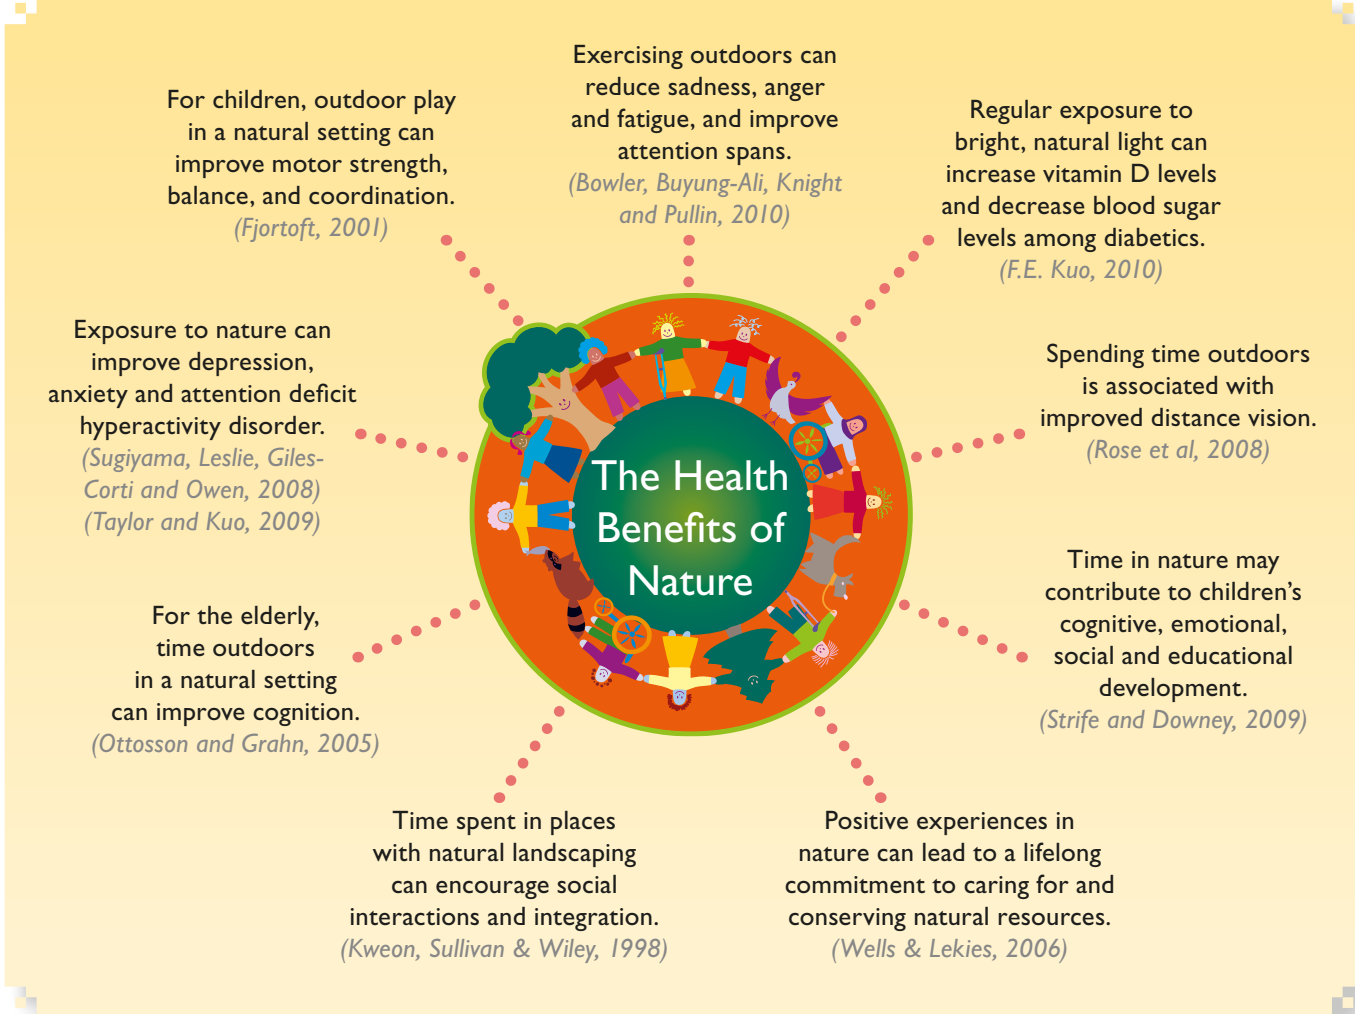 Exercising outdoors can
reduce sadness, anger
and fatigue, and improve
attention spans.
(Bowler, Buyung-Ali, Knight
and Pullin, 2010)
For children, outdoor play
in a natural setting can
improve motor strength,
balance, and coordination.
(Fjortoft, 2001)
Regular exposure to
bright, natural light can
increase vitamin D levels
and decrease blood sugar
levels among diabetics.
(F.E. Kuo, 2010)
Exposure to nature can
improve depression,
anxiety and attention deficit
hyperactivity disorder.
(Sugiyama, Leslie, Giles-
Corti and Owen, 2008)
(Taylor and Kuo, 2009)
Spending time outdoors
is associated with
improved distance vision.
(Rose et al, 2008)
The Health
Benefits of
Nature
For the elderly,
time outdoors
in a natural setting
can improve cognition.
(Ottosson and Grahn, 2005)
Time in nature may
contribute to children’s
cognitive, emotional,
social and educational
development.
(Strife and Downey, 2009)
Time spent in places
with natural landscaping
can encourage social
interactions and integration.
(Kweon, Sullivan & Wiley, 1998)
Positive experiences in
nature can lead to a lifelong
commitment to caring for and
conserving natural resources.
(Wells & Lekies, 2006)